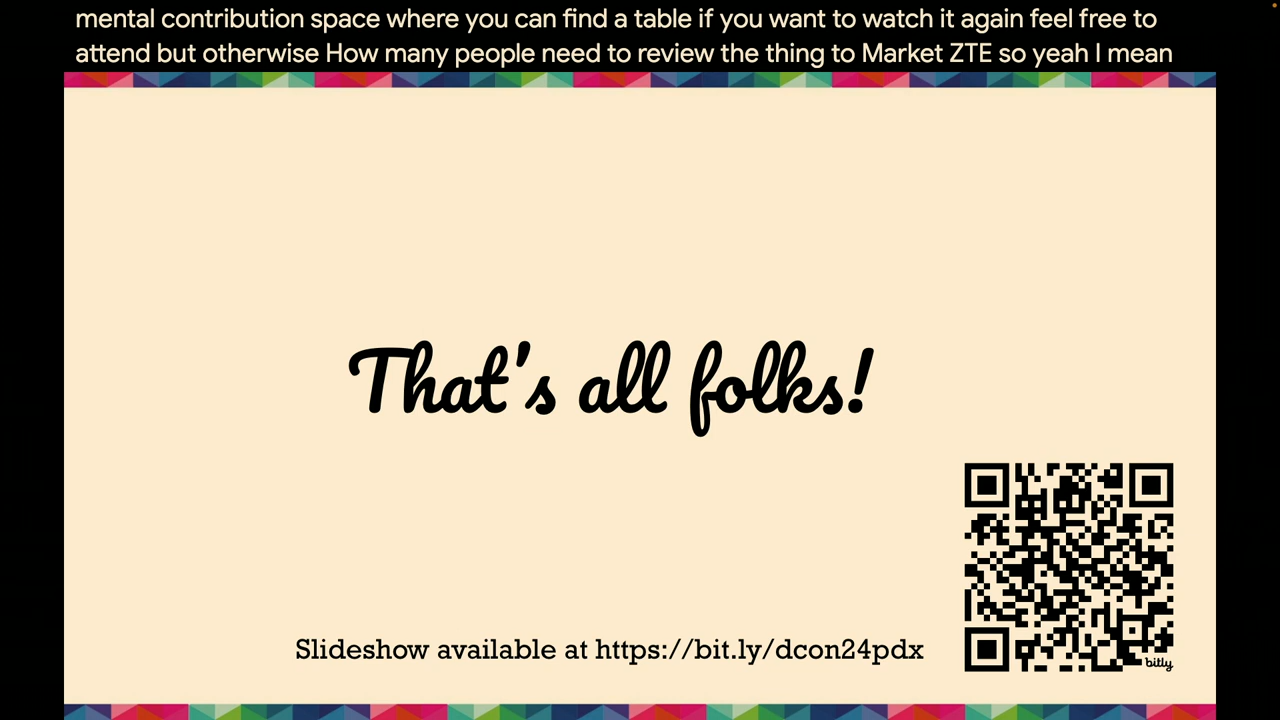 mental contribution space where you can find a table if you want to watch it again feel free to
attend but otherwise How many people need to review the thing to Market ZTE so yeah I mean
That's all folks!
Slideshow available at https://bit.ly/dcon24pdx
bitly